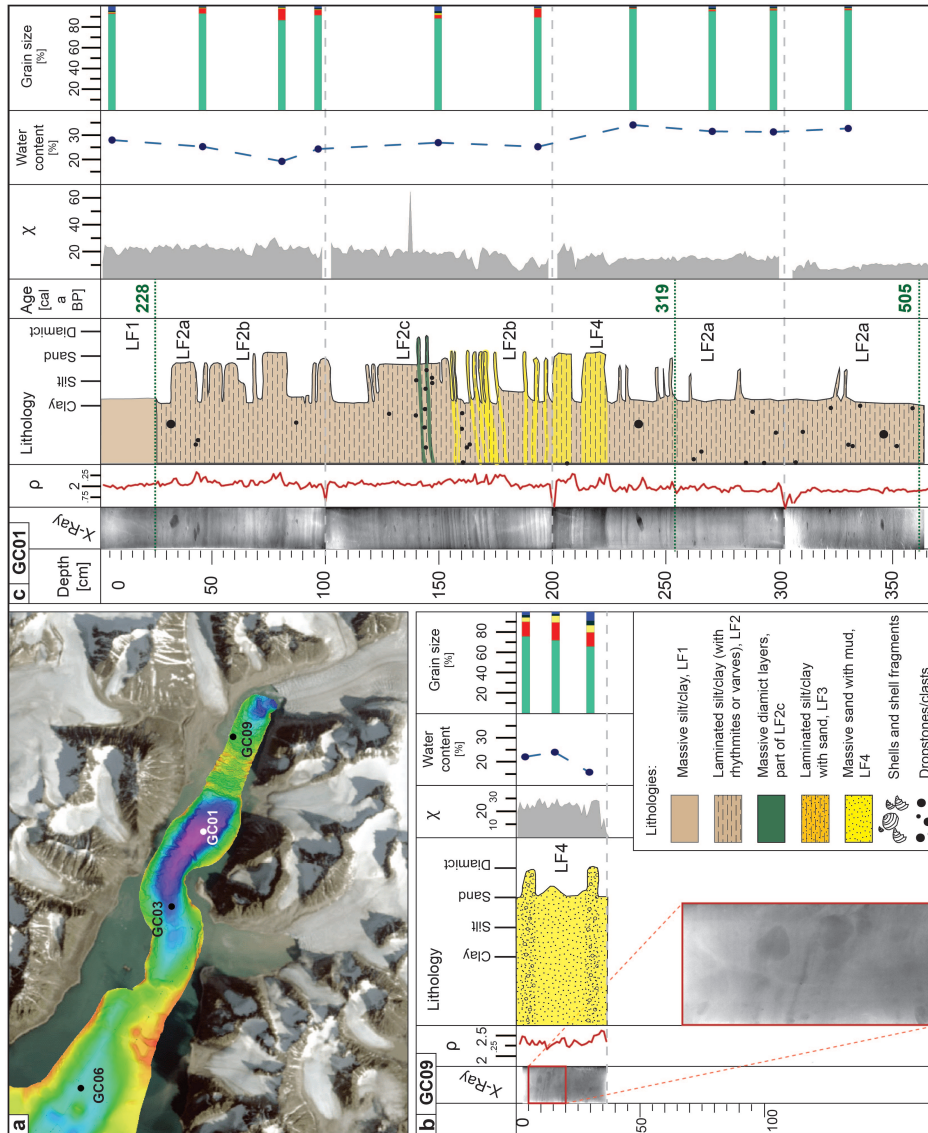 a
GC06
GC03
GC01
GC09
b GC09
X-Ray
ρ
2 .25 2.5
Lithology
Clay
Silt
Sand
Diamict
χ
10 20 30
Water
content
[%]
20 30
Grain size
[%]
20 40 60 80
0
50
100
LF4
Lithologies:
Massive silt/clay, LF1
Laminated silt/clay (with
rhythmites or varves), LF2
Massive diamict layers,
part of LF2c
Laminated silt/clay
with sand, LF3
Massive sand with mud,
LF4
Shells and shell fragments
Dropstones/clasts
c GC01
Depth
[cm]
X-Ray
ρ
.75 2 .25
Lithology
Clay
Silt
Sand
Diamict
Age
[cal
a
BP]
χ
20 40 60
Water
content
[%]
20 30
Grain size
[%]
20 40 60 80
0
50
100
150
200
250
300
350
LF1
LF2a
LF2b
LF2c
LF2b
LF4
LF2a
LF2a
228
319
505